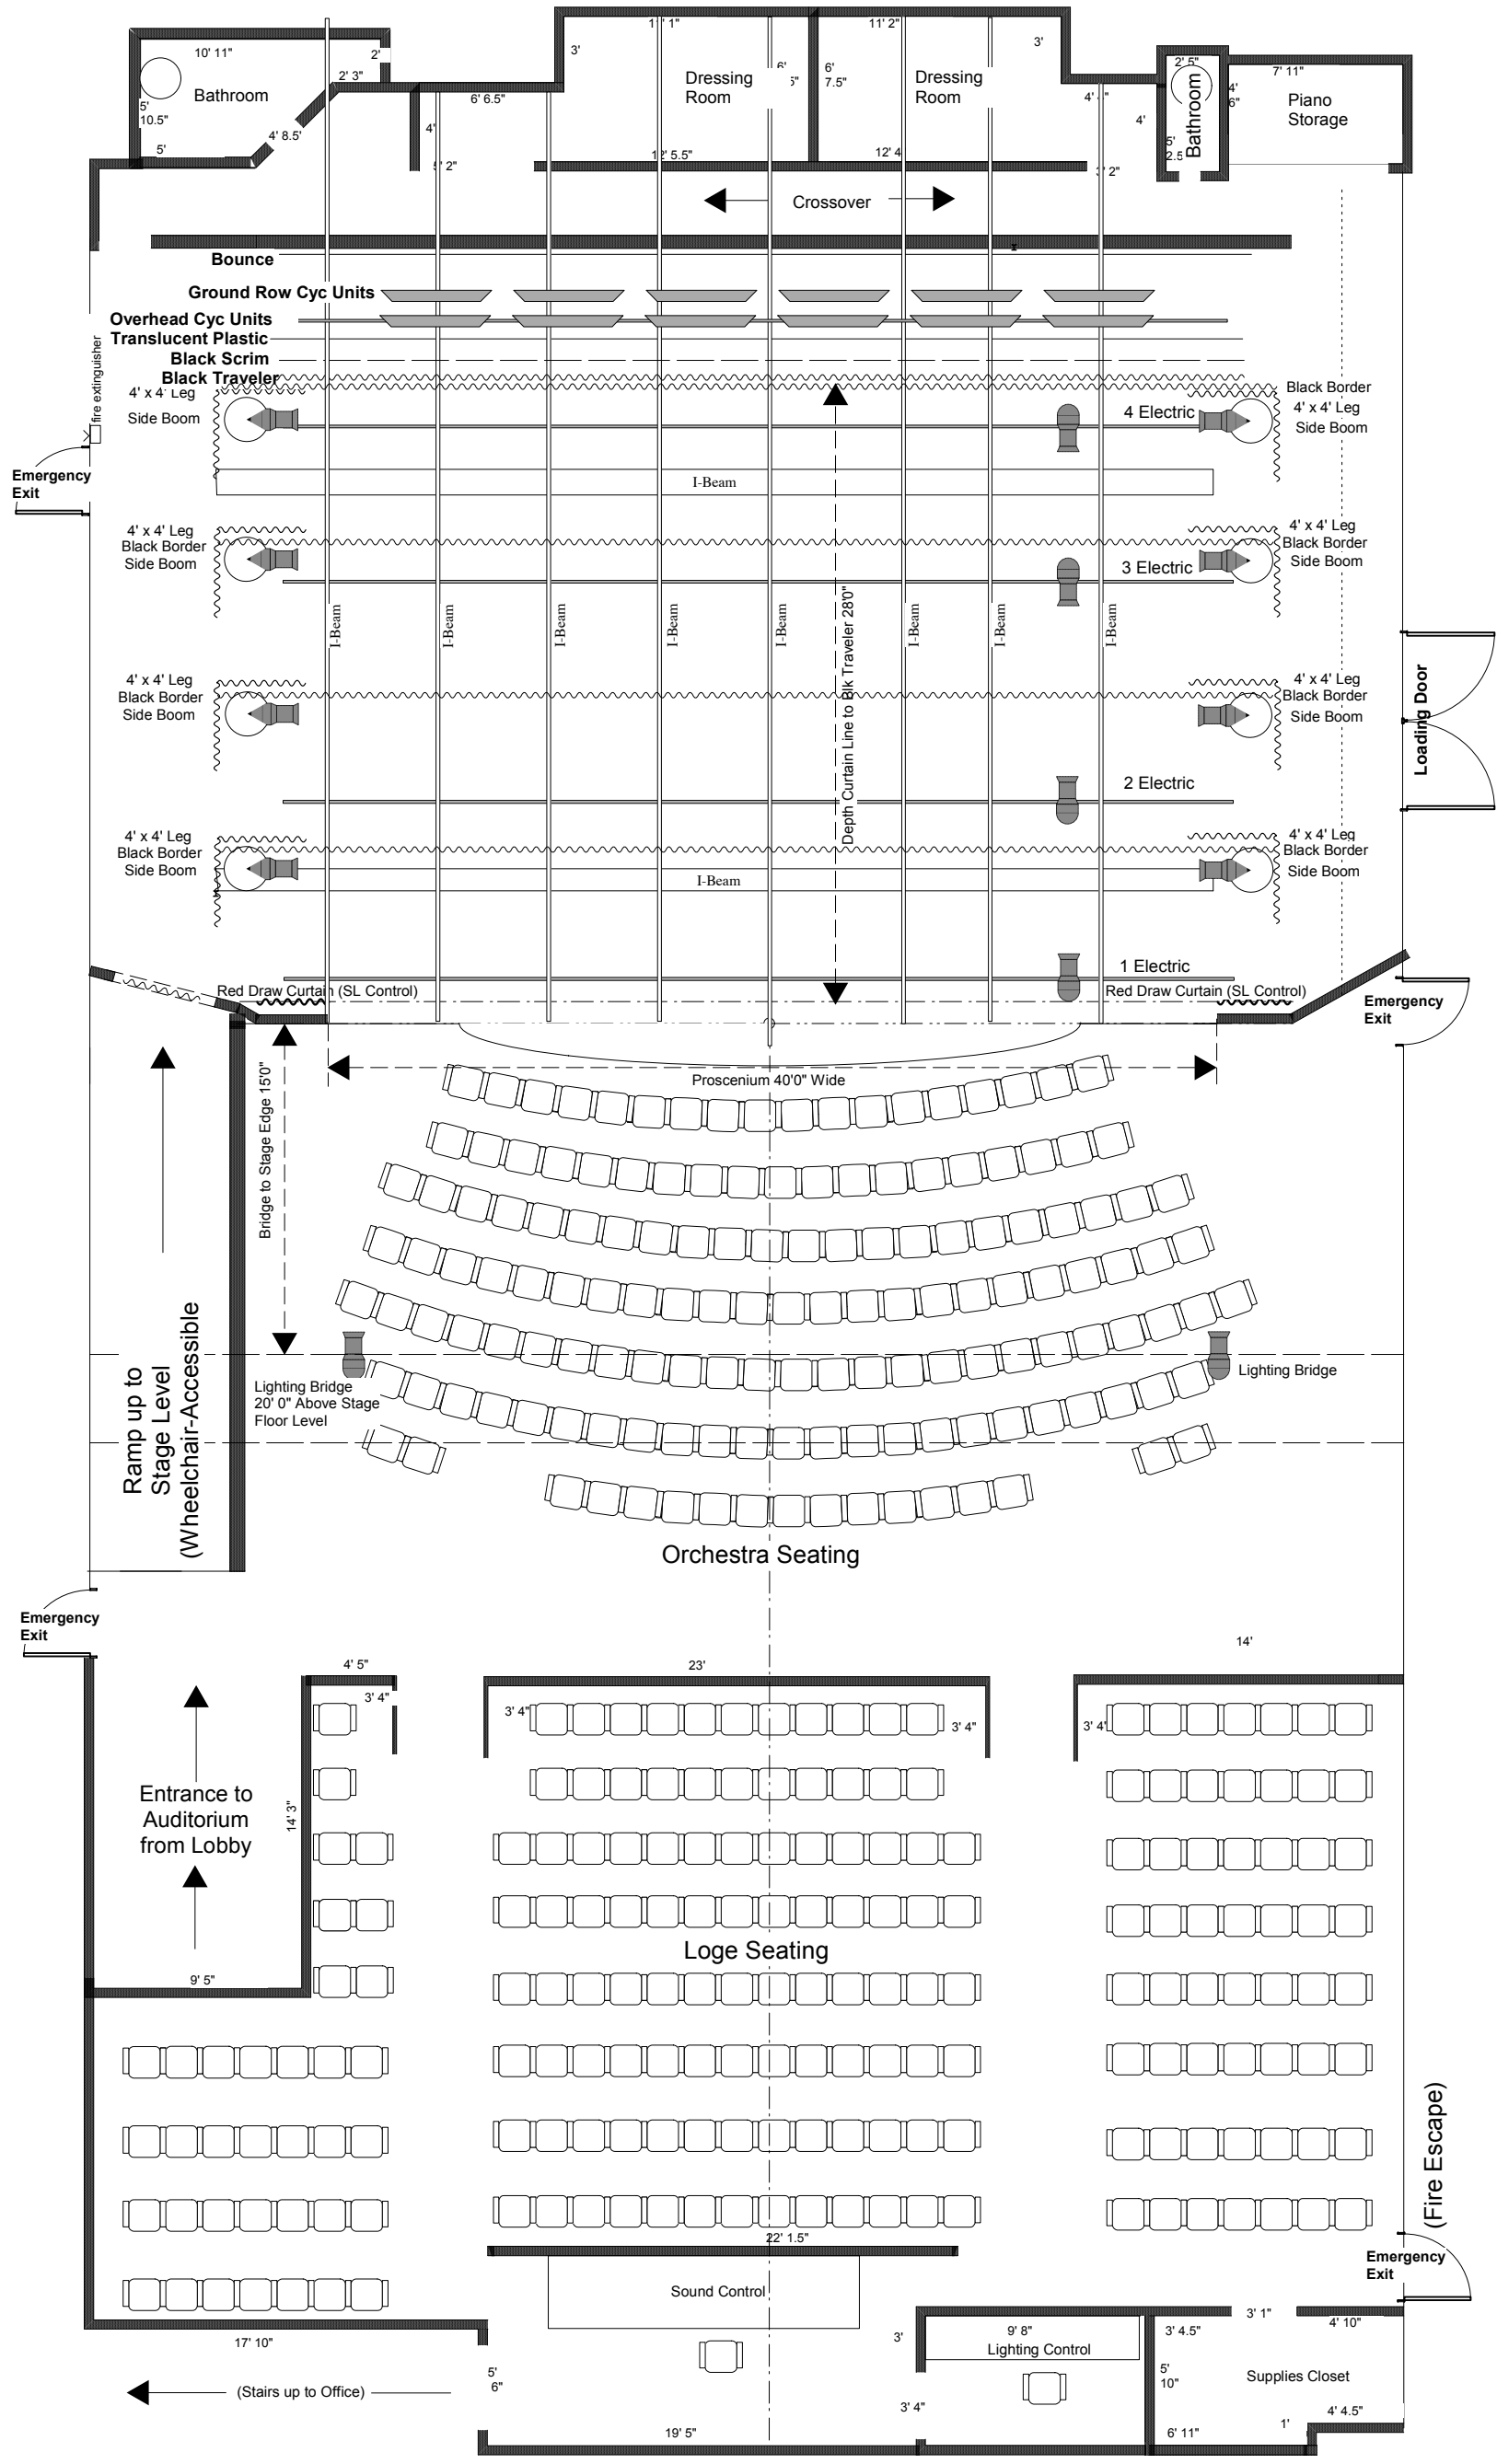 11' 1"
11' 2"
10' 11"
2'
3'
3'
2' 3"
Bathroom
5'
10.5"
4' 8.5'
5'
6' 6.5"
4'
Dressing
Room
6'
7.5"
Dressing
Room
4'
2' 5"
Bathroom
5'
2.5
4'
6"
7' 11"
Piano
Storage
12' 5.5"
12' 4
Crossover
Bounce
Ground Row Cyc Units
Overhead Cyc Units
Translucent Plastic
Black Scrim
Black Traveler
fire extinguisher
4' x 4' Leg
Side Boom
Black Border
4' x 4' Leg
Side Boom
4 Electric
Emergency
Exit
I-Beam
4' x 4' Leg
Black Border
Side Boom
4' x 4' Leg
Black Border
Side Boom
3 Electric
I-Beam
I-Beam
I-Beam
I-Beam
I-Beam
I-Beam
I-Beam
I-Beam
Depth Curtain Line to Blk Traveler 28'0"
4' x 4' Leg
Black Border
Side Boom
4' x 4' Leg
Black Border
Side Boom
Loading Door
2 Electric
4' x 4' Leg
Black Border
Side Boom
4' x 4' Leg
Black Border
Side Boom
I-Beam
1 Electric
Red Draw Curtain (SL Control)
Red Draw Curtain (SL Control)
Emergency
Exit
Proscenium 40'0" Wide
Bridge to Stage Edge 15'0"
Ramp up to
Stage Level
(Wheelchair-Accessible
Lighting Bridge
20' 0" Above Stage
Floor Level
Lighting Bridge
Orchestra Seating
Emergency
Exit
4' 5"
3' 4"
23'
3' 4"
3' 4"
14'
3' 4'
Entrance to
Auditorium
from Lobby
14' 3"
9' 5"
Loge Seating
(Fire Escape)
22' 1.5"
Sound Control
Emergency
Exit
17' 10"
3'
9' 8"
Lighting Control
3' 4.5"
3' 1"
4' 10"
5'
6"
5'
10"
Supplies Closet
(Stairs up to Office)
3' 4"
19' 5"
6' 11"
1'
4' 4.5"